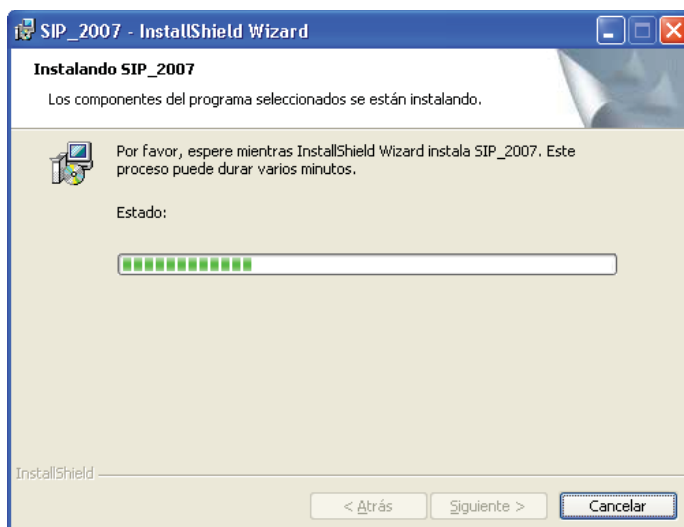 SIP_2007 - InstallShield Wizard
Instalando SIP_2007
Los componentes del programa seleccionados se están instalando.
Por favor, espere mientras InstallShield Wizard instala SIP_2007. Este
proceso puede durar varios minutos.
Estado:
InstallShield
< Atrás
Siguiente >
Cancelar